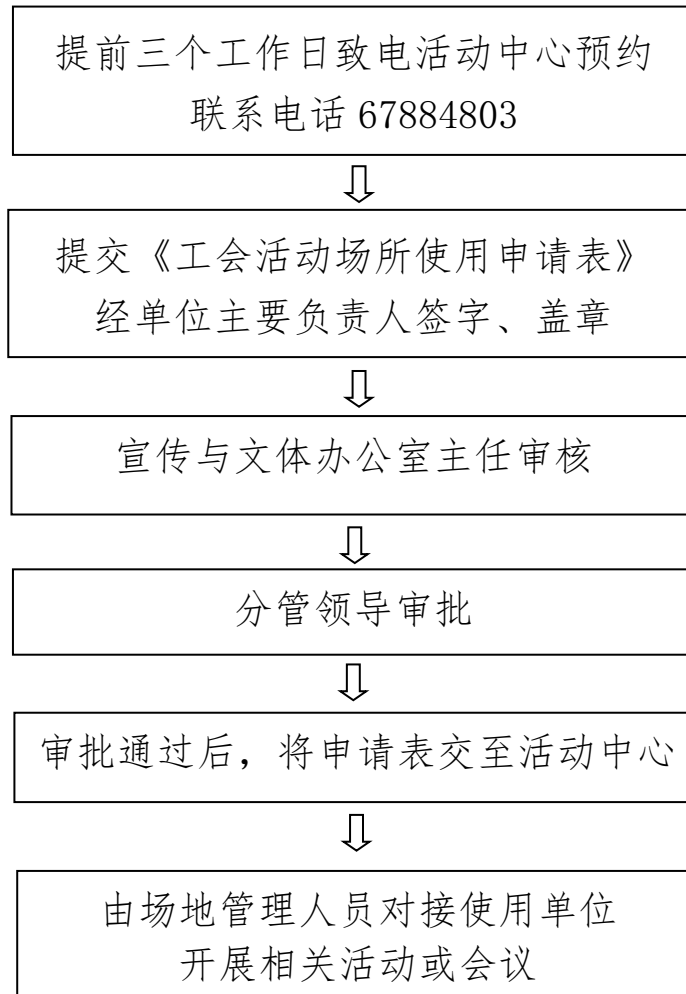 提前三个工作日致电活动中心预约
联系电话 67884803
提交《工会活动场所使用申请表》
经单位主要负责人签字、盖章
宣传与文体办公室主任审核
分管领导审批
审批通过后，将申请表交至活动中心
由场地管理人员对接使用单位
开展相关活动或会议